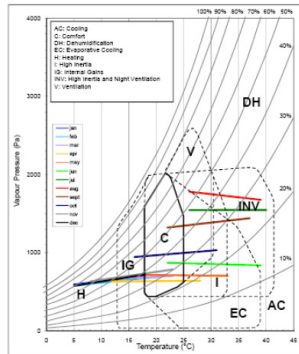 100% 90% 80% 70% 60% 50% 40%
AC: Cooling
C: Comfort
DH: Dehumidification
EC: Evaporative Cooling
H: Heating
I: High Inertia
IG: Internal Gains
INV: High Inertia and Night Ventilation
V: Ventilation
30%
DH
jan
feb
mar
apr
may
jun
jul
aug
sept
oct
nov
dec
V
20%
INV
C
10%
IG
I
H
AC
EC
4000
3000
2000
1000
0
Vapour Pressure (Pa)
0 5 10 15 20 25 30 35 40 45
Temperature (°C)